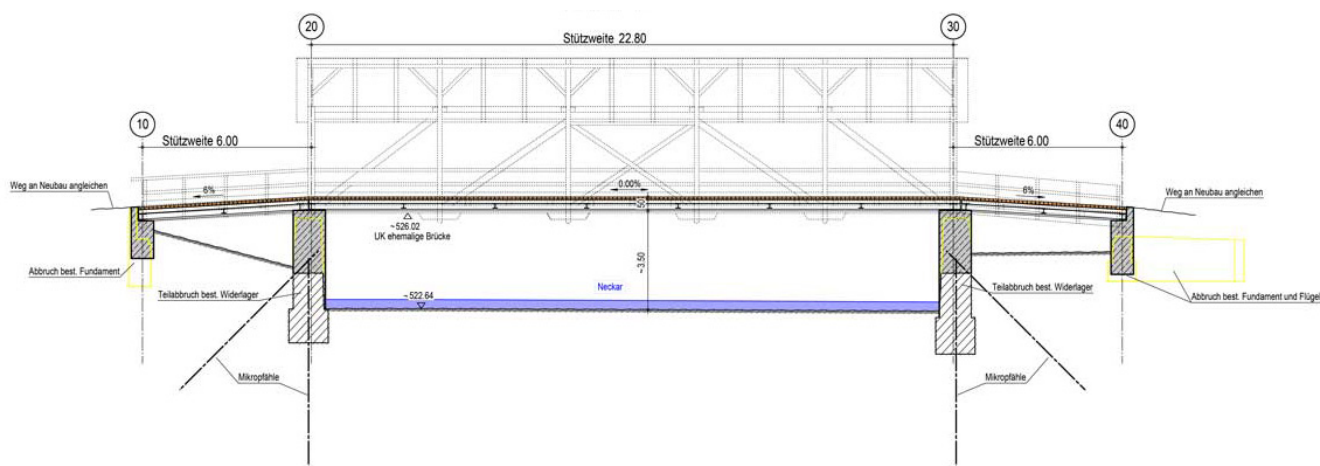 20
30
Stützweite 22.80
10
40
Stützweite 6.00
Stützweite 6.00
Weg an Neubau angleichen
6%
0.00%
6%
Weg an Neubau angleichen
50
~526.02
UK ehemalige Brücke
~3.50
Abbruch best. Fundament
Teilabbruch best. Widerlager
Neckar
~522.64
Teilabbruch best. Widerlager
Abbruch best. Fundament und Flügel
Mikropfähle
Mikropfähle